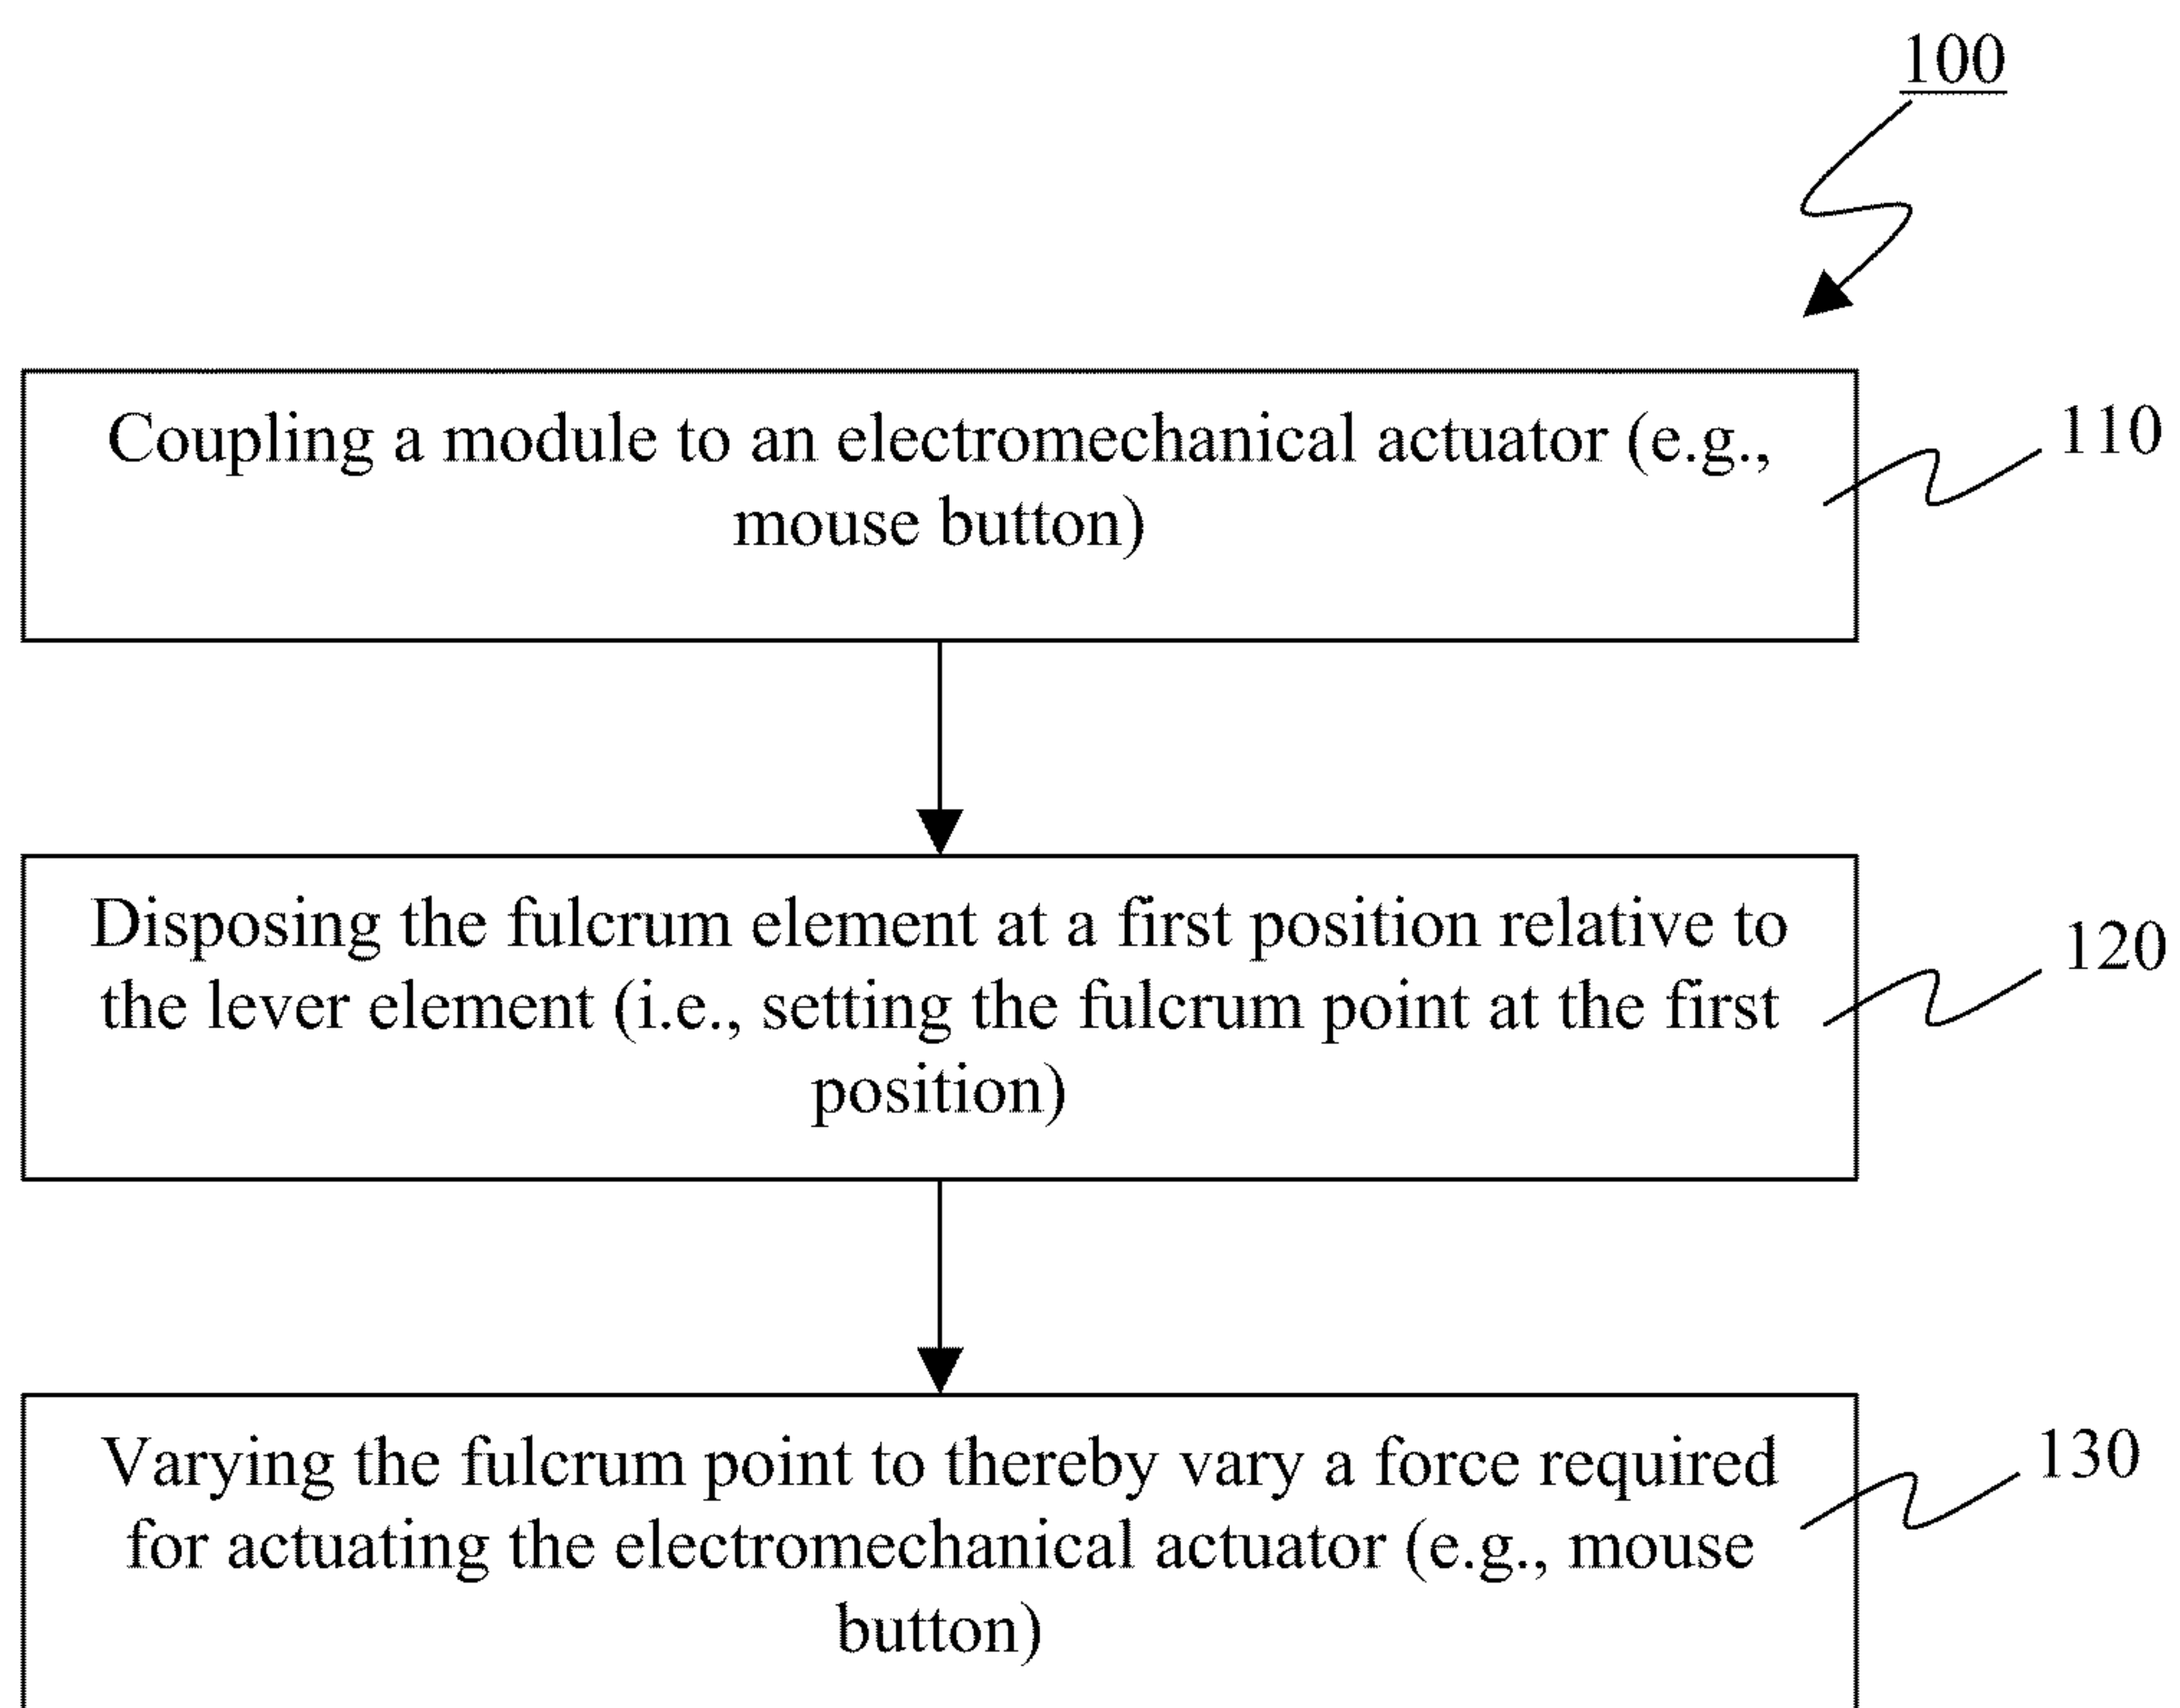 100
Coupling a module to an electromechanical actuator (e.g.,
mouse button)
110
Disposing the fulcrum element at a first position relative to
the lever element (i.e., setting the fulcrum point at the first
position)
120
Varying the fulcrum point to thereby vary a force required
for actuating the electromechanical actuator (e.g., mouse
button)
130